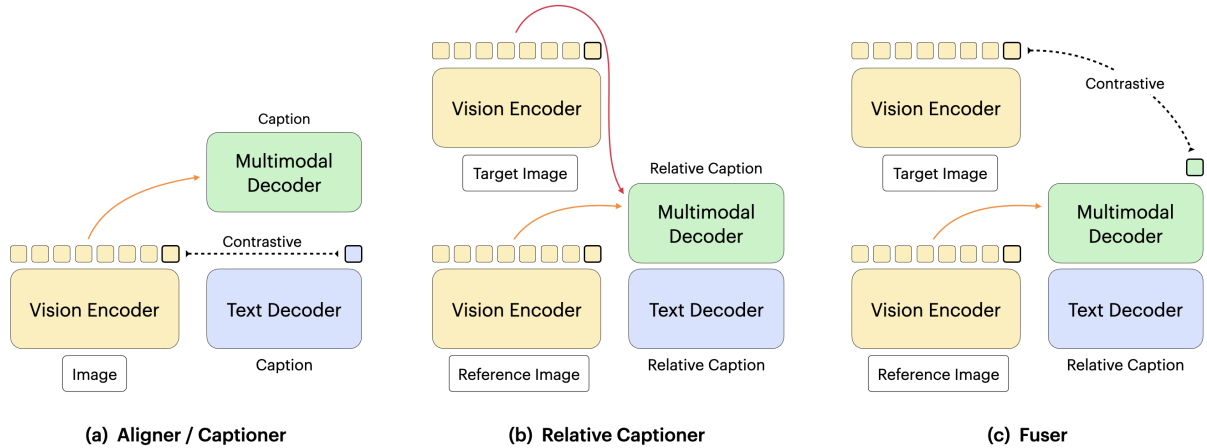 Caption
Multimodal
Decoder
Contrastive
Vision Encoder
Text Decoder
Image
Caption
(a) Aligner / Captioner
Vision Encoder
Target Image
Relative Caption
Multimodal
Decoder
Vision Encoder
Text Decoder
Reference Image
Relative Caption
(b) Relative Captioner
Vision Encoder
Contrastive
Target Image
Multimodal
Decoder
Vision Encoder
Text Decoder
Reference Image
Relative Caption
(c) Fuser